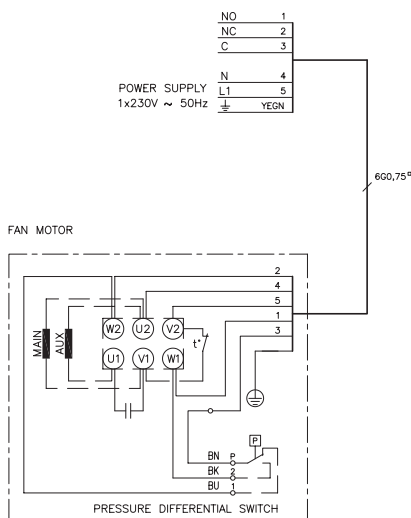 NO 1
NC 2
C 3
N 4
POWER SUPPLY L1 5
1x230V ~ 50Hz YEGN
6G0,75□
FAN MOTOR
2
4
5
1
3
W2 U2 V2
MAIN AUX t°
U1 V1 W1
P
BN P
BK 2
BU 1
PRESSURE DIFFERENTIAL SWITCH